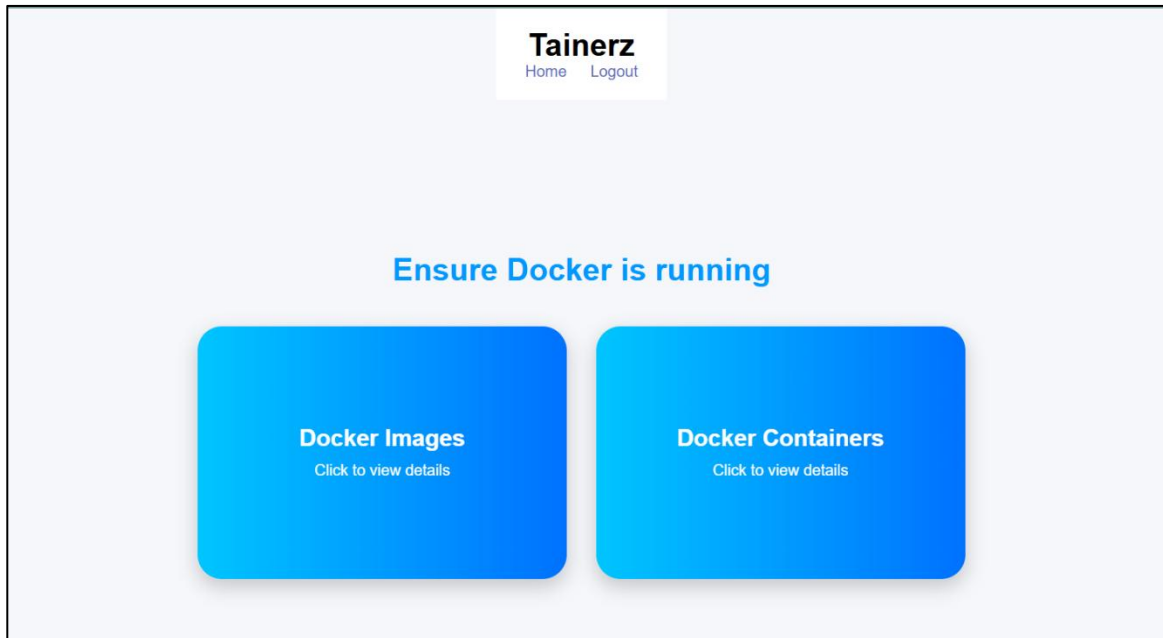 Tainerz
Home Logout
Ensure Docker is running
Docker Images
Click to view details
Docker Containers
Click to view details